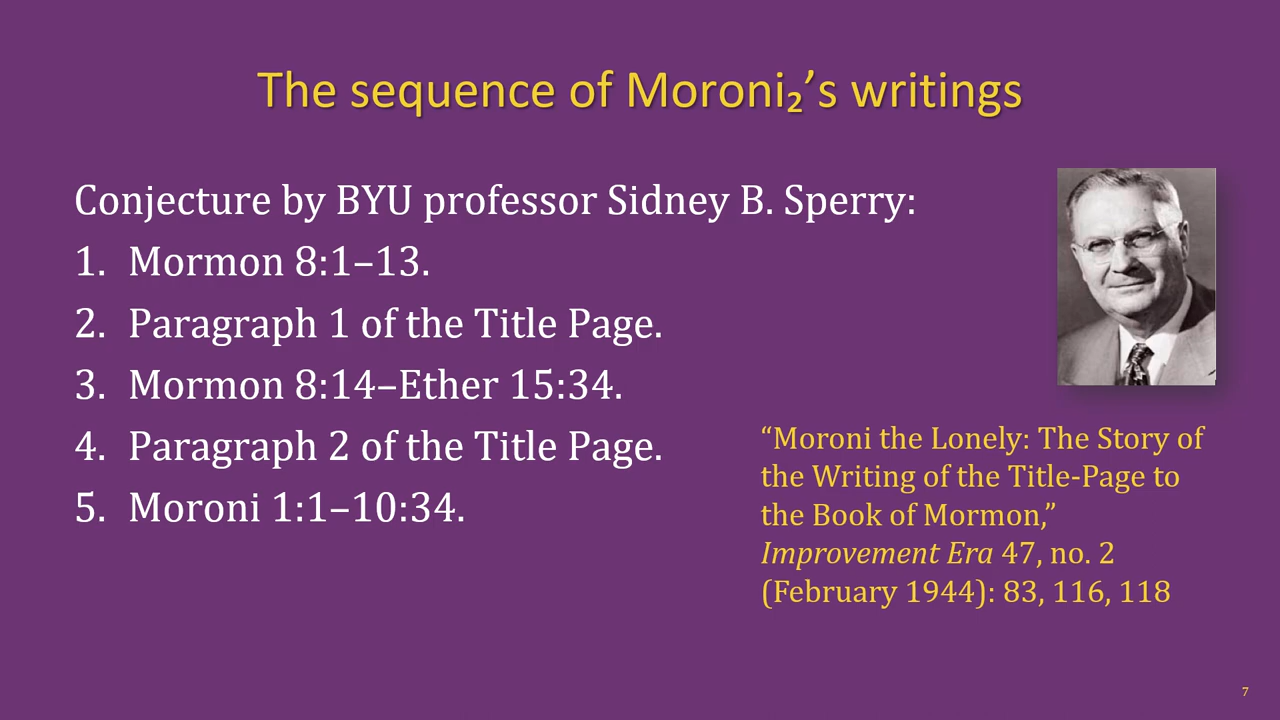 The sequence of Moroni₂’s writings
Conjecture by BYU professor Sidney B. Sperry:
1. Mormon 8:1–13.
2. Paragraph 1 of the Title Page.
3. Mormon 8:14–Ether 15:34.
4. Paragraph 2 of the Title Page.
5. Moroni 1:1–10:34.
“Moroni the Lonely: The Story of
the Writing of the Title-Page to
the Book of Mormon,”
Improvement Era 47, no. 2
(February 1944): 83, 116, 118
7